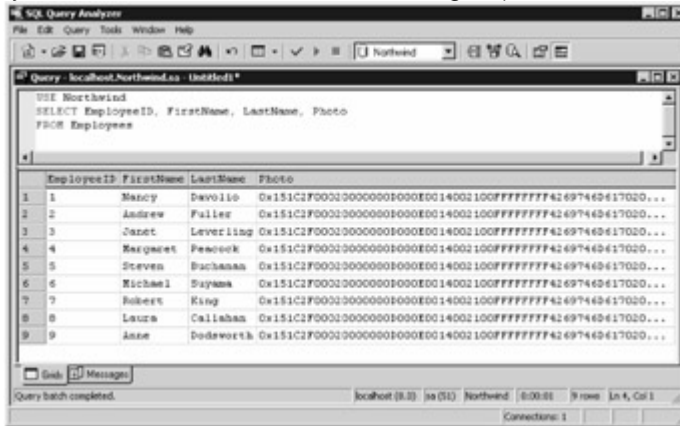 SQL Query Analyzer
File Edit Query Tools Window Help
Northwind
Query - localhost.Northwind.sa - Untitled1*
USE Northwind
SELECT EmployeeID, FirstName, LastName, Photo
FROM Employees
EmployeeID FirstName LastName Photo
1 1 Nancy Davolio 0x151C2F00020000000D000E0014002100FFFFFFFF4269746D617020...
2 2 Andrew Fuller 0x151C2F00020000000D000E0014002100FFFFFFFF4269746D617020...
3 3 Janet Leverling 0x151C2F00020000000D000E0014002100FFFFFFFF4269746D617020...
4 4 Margaret Peacock 0x151C2F00020000000D000E0014002100FFFFFFFF4269746D617020...
5 5 Steven Buchanan 0x151C2F00020000000D000E0014002100FFFFFFFF4269746D617020...
6 6 Michael Suyama 0x151C2F00020000000D000E0014002100FFFFFFFF4269746D617020...
7 7 Robert King 0x151C2F00020000000D000E0014002100FFFFFFFF4269746D617020...
8 8 Laura Callahan 0x151C2F00020000000D000E0014002100FFFFFFFF4269746D617020...
9 9 Anne Dodsworth 0x151C2F00020000000D000E0014002100FFFFFFFF4269746D617020...
Grids Messages
Query batch completed. localhost (8.0) sa (51) Northwind 0:00:01 9 rows Ln 4, Col 1
Connections: 1